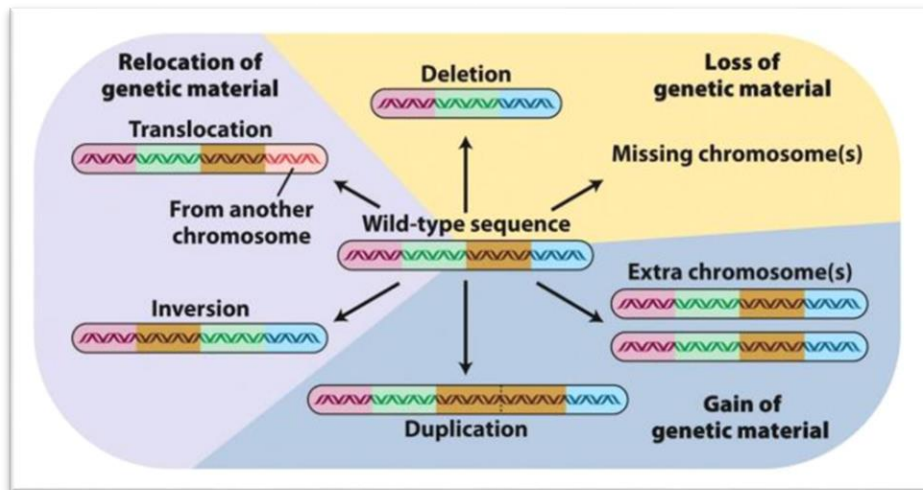 Relocation of
genetic material
Translocation
From another
chromosome
Inversion
Deletion
Loss of
genetic material
Missing chromosome(s)
Wild-type sequence
Extra chromosome(s)
Duplication
Gain of
genetic material